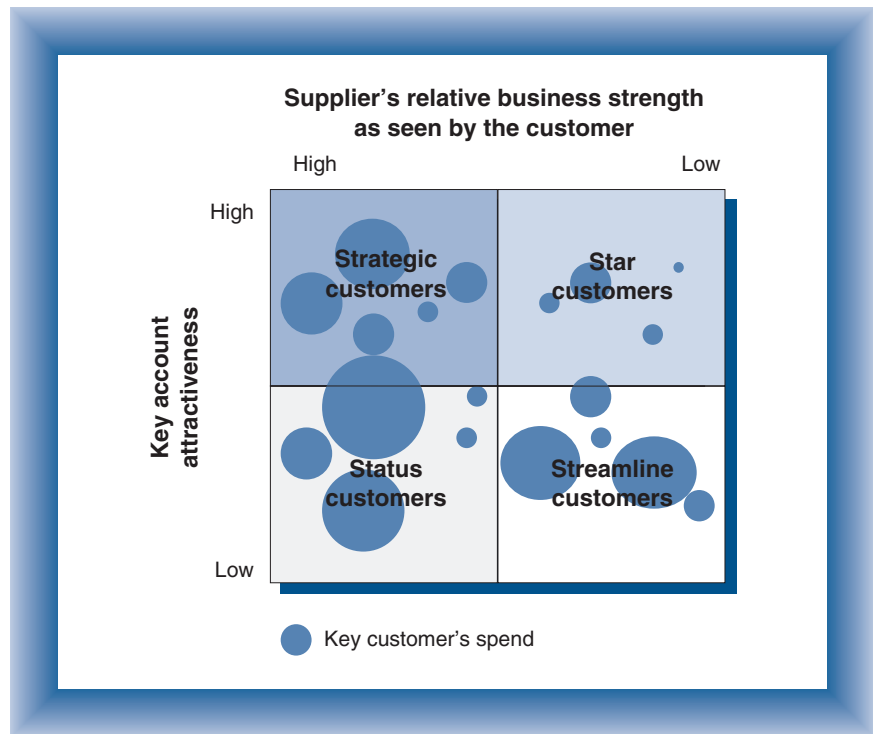 Supplier’s relative business strength
as seen by the customer
High
Low
High
Strategic
customers
Star
customers
Key account
attractiveness
Status
customers
Streamline
customers
Low
Key customer’s spend